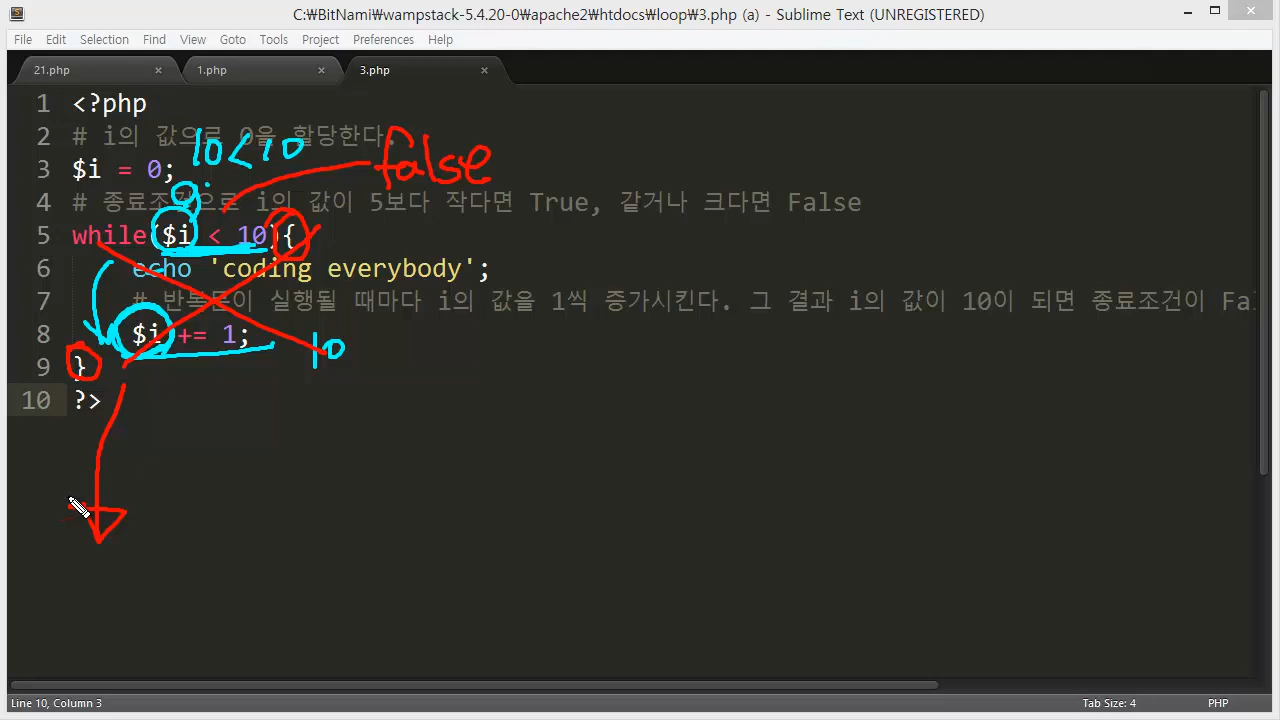 C:₩BitNami₩wampstack-5.4.20-0₩apache2₩htdocs₩loop₩3.php (a) - Sublime Text (UNREGISTERED)
File Edit Selection Find View Goto Tools Project Preferences Help
21.php × 1.php × 3.php ×
1 <?php
2 # i의 값으로 0을 할당한다.
10<10
false
3 $i = 0;
9
4 # 종료조건으로 i의 값이 5보다 작다면 True, 같거나 크다면 False
5 while($i < 10){
6 echo 'coding everybody';
7 # 반복문이 실행될 때마다 i의 값을 1씩 증가시킨다. 그 결과 i의 값이 10이 되면 종료조건이 Fal
8 $i += 1;
10
9 }
10 ?>
Line 10, Column 3 Tab Size: 4 PHP